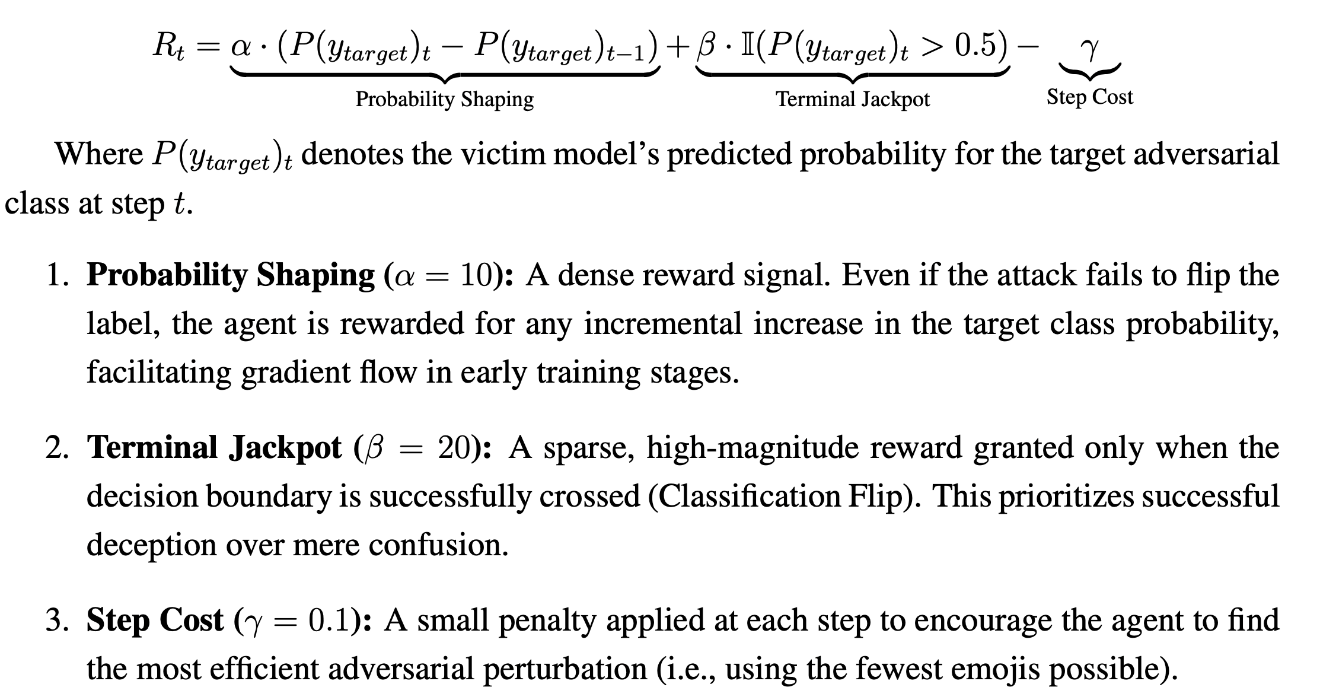 R_t = α · (P(y_target)_t − P(y_target)_{t−1}) + β · 𝕀(P(y_target)_t > 0.5) − γ
Probability Shaping Terminal Jackpot Step Cost
Where P(y_target)_t denotes the victim model’s predicted probability for the target adversarial
class at step t.
1. Probability Shaping (α = 10): A dense reward signal. Even if the attack fails to flip the
label, the agent is rewarded for any incremental increase in the target class probability,
facilitating gradient flow in early training stages.
2. Terminal Jackpot (β = 20): A sparse, high-magnitude reward granted only when the
decision boundary is successfully crossed (Classification Flip). This prioritizes successful
deception over mere confusion.
3. Step Cost (γ = 0.1): A small penalty applied at each step to encourage the agent to find
the most efficient adversarial perturbation (i.e., using the fewest emojis possible).